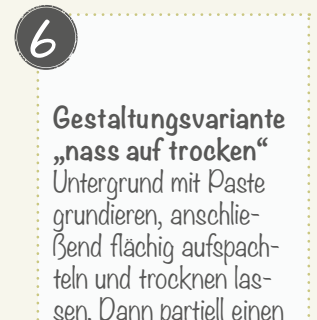 6
Gestaltungsvariante
„nass auf trocken“
Untergrund mit Paste
grundieren, anschlie-
ßend flächig aufspach-
teln und trocknen las-
sen. Dann partiell einen